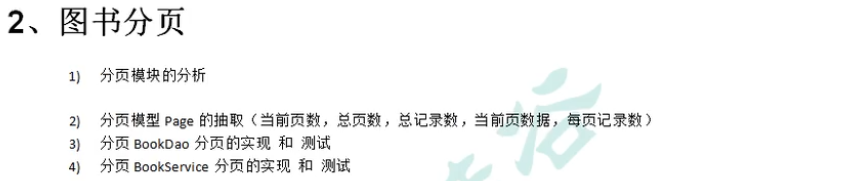 2、图书分页
1) 分页模块的分析
2) 分页模型 Page 的抽取（当前页数，总页数，总记录数，当前页数据，每页记录数）
3) 分页 BookDao 分页的实现 和 测试
4) 分页 BookService 分页的实现 和 测试